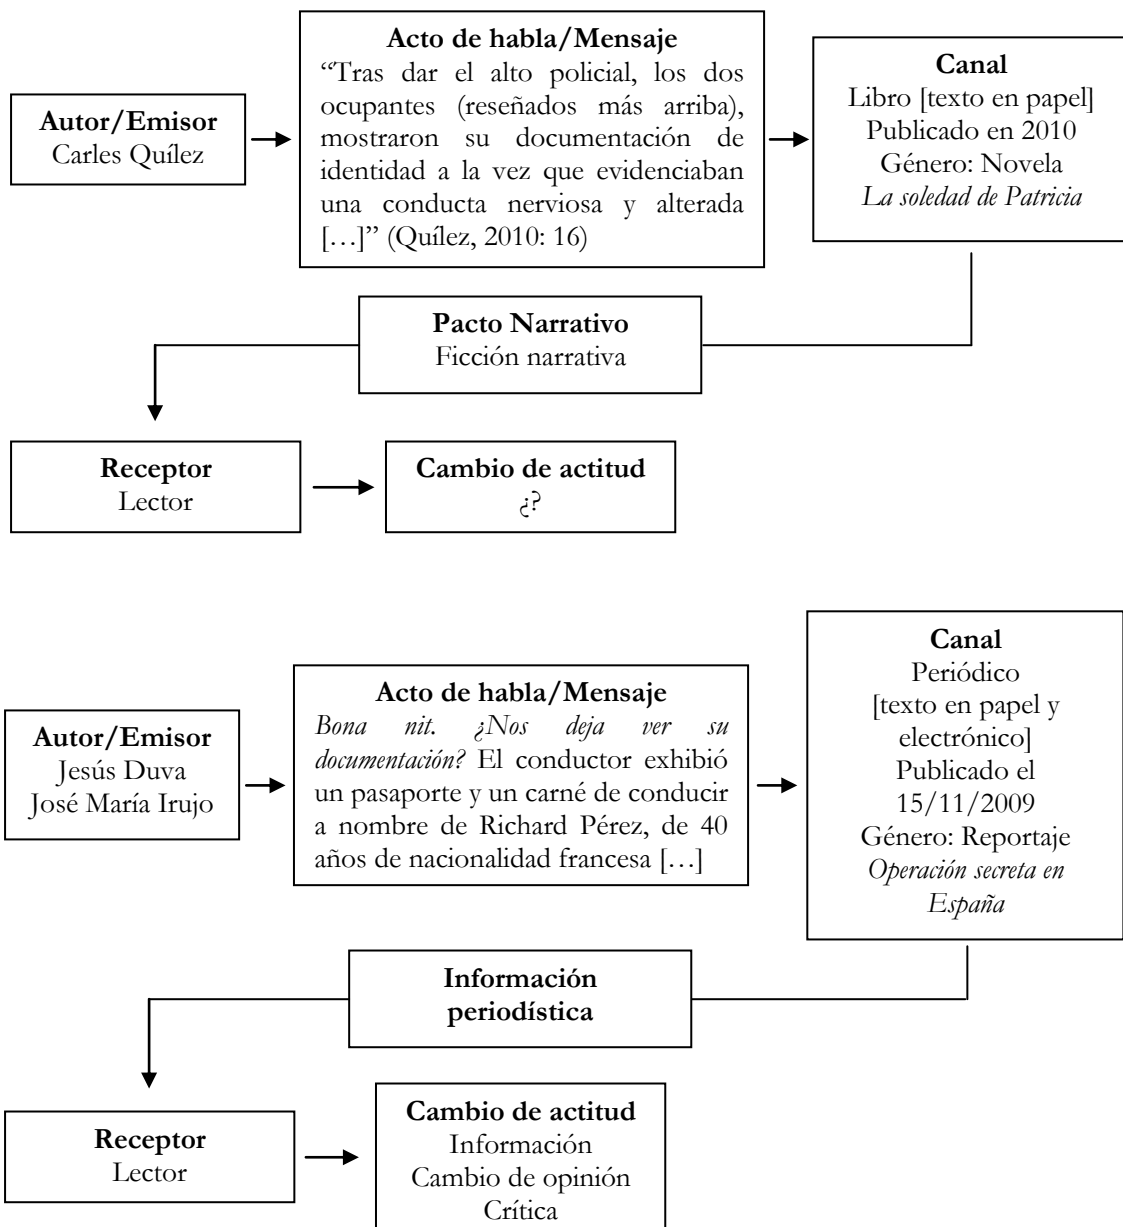 Autor/Emisor
Carles Quílez
Acto de habla/Mensaje
“Tras dar el alto policial, los dos
ocupantes (reseñados más arriba),
mostraron su documentación de
identidad a la vez que evidenciaban
una conducta nerviosa y alterada
[…]” (Quílez, 2010: 16)
Canal
Libro [texto en papel]
Publicado en 2010
Género: Novela
La soledad de Patricia
Pacto Narrativo
Ficción narrativa
Receptor
Lector
Cambio de actitud
¿?
Autor/Emisor
Jesús Duva
José María Irujo
Acto de habla/Mensaje
Bona nit. ¿Nos deja ver su
documentación? El conductor exhibió
un pasaporte y un carné de conducir
a nombre de Richard Pérez, de 40
años de nacionalidad francesa […]
Canal
Periódico
[texto en papel y
electrónico]
Publicado el
15/11/2009
Género: Reportaje
Operación secreta en
España
Información
periodística
Receptor
Lector
Cambio de actitud
Información
Cambio de opinión
Crítica